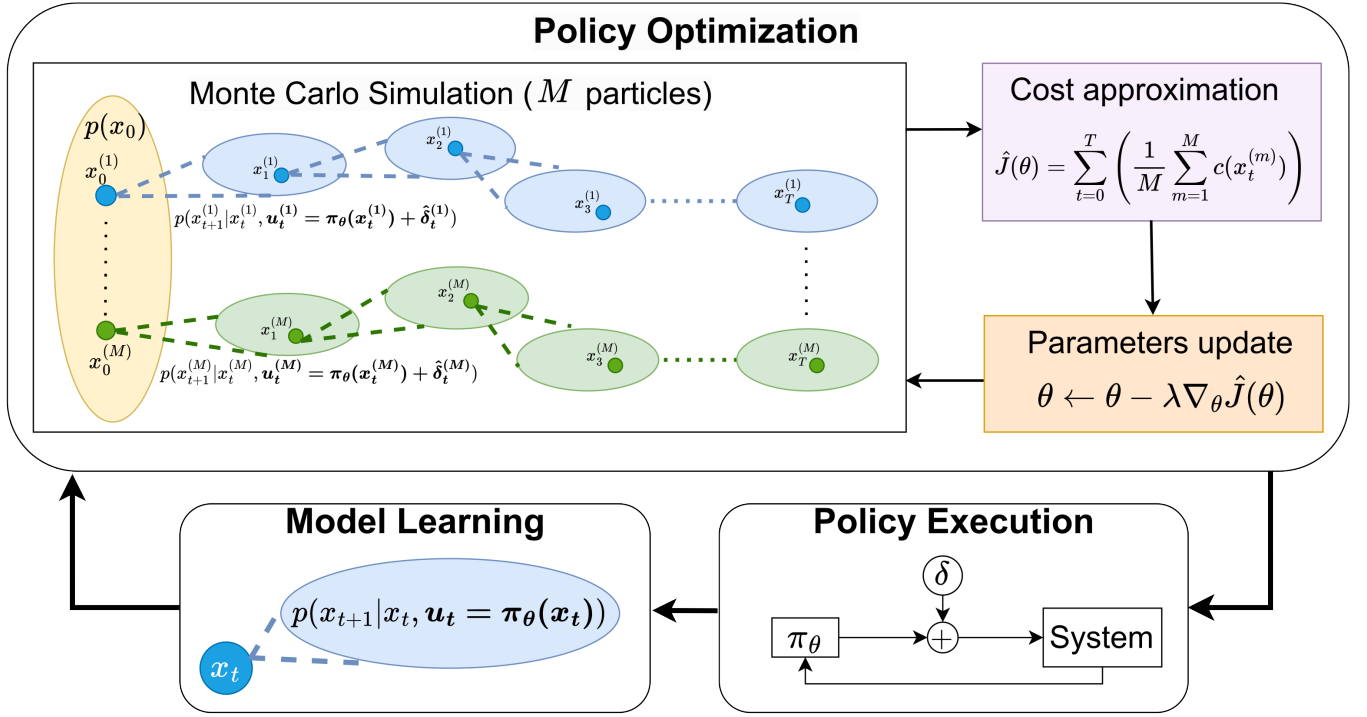 Policy Optimization
Monte Carlo Simulation (M particles)
p(x_0)
x_0^{(1)}
x_1^{(1)}
x_2^{(1)}
x_3^{(1)}
x_T^{(1)}
p(x_{t+1}^{(1)}|x_t^{(1)}, u_t^{(1)} = π_θ(x_t^{(1)}) + δ̂_t^{(1)})
x_0^{(M)}
x_1^{(M)}
x_2^{(M)}
x_3^{(M)}
x_T^{(M)}
p(x_{t+1}^{(M)}|x_t^{(M)}, u_t^{(M)} = π_θ(x_t^{(M)}) + δ̂_t^{(M)})
Cost approximation
Ĵ(θ) = ∑_{t=0}^{T} ( \frac{1}{M} ∑_{m=1}^{M} c(x_t^{(m)}) )
Parameters update
θ ← θ − λ∇_θ Ĵ(θ)
Model Learning
p(x_{t+1}|x_t, u_t = π_θ(x_t))
x_t
Policy Execution
δ
π_θ
+
System